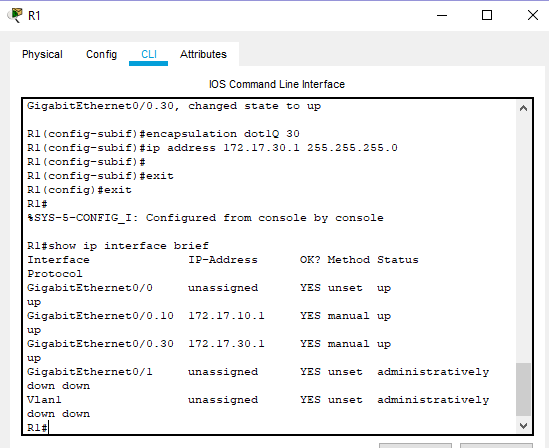 R1
Physical Config CLI Attributes
IOS Command Line Interface
GigabitEthernet0/0.30, changed state to up
R1(config-subif)#encapsulation dot1Q 30
R1(config-subif)#ip address 172.17.30.1 255.255.255.0
R1(config-subif)#
R1(config-subif)#exit
R1(config)#exit
R1#
%SYS-5-CONFIG_I: Configured from console by console
R1#show ip interface brief
Interface IP-Address OK? Method Status
Protocol
GigabitEthernet0/0 unassigned YES unset up
up
GigabitEthernet0/0.10 172.17.10.1 YES manual up
up
GigabitEthernet0/0.30 172.17.30.1 YES manual up
up
GigabitEthernet0/1 unassigned YES unset administratively
down down
Vlan1 unassigned YES unset administratively
down down
R1#